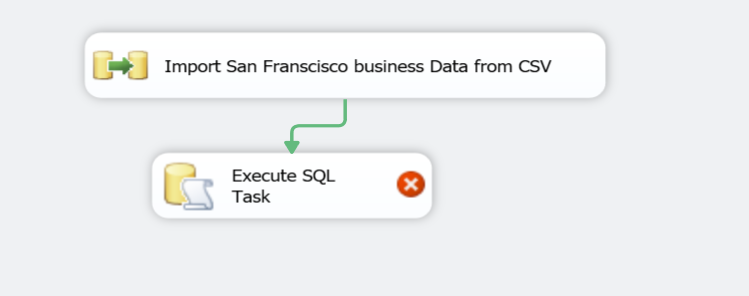 Import San Franscisco business Data from CSV
Execute SQL
Task